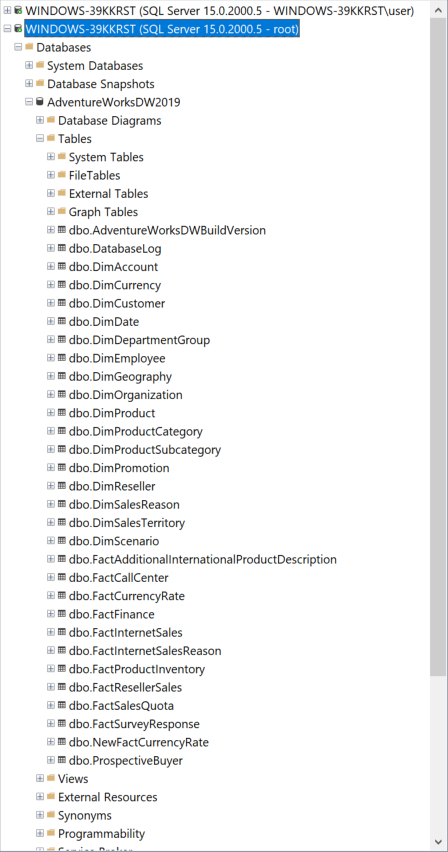 WINDOWS-39KKRST (SQL Server 15.0.2000.5 - WINDOWS-39KKRST\user)
WINDOWS-39KKRST (SQL Server 15.0.2000.5 - root)
Databases
System Databases
Database Snapshots
AdventureWorksDW2019
Database Diagrams
Tables
System Tables
FileTables
External Tables
Graph Tables
dbo.AdventureWorksDWBuildVersion
dbo.DatabaseLog
dbo.DimAccount
dbo.DimCurrency
dbo.DimCustomer
dbo.DimDate
dbo.DimDepartmentGroup
dbo.DimEmployee
dbo.DimGeography
dbo.DimOrganization
dbo.DimProduct
dbo.DimProductCategory
dbo.DimProductSubcategory
dbo.DimPromotion
dbo.DimReseller
dbo.DimSalesReason
dbo.DimSalesTerritory
dbo.DimScenario
dbo.FactAdditionalInternationalProductDescription
dbo.FactCallCenter
dbo.FactCurrencyRate
dbo.FactFinance
dbo.FactInternetSales
dbo.FactInternetSalesReason
dbo.FactProductInventory
dbo.FactResellerSales
dbo.FactSalesQuota
dbo.FactSurveyResponse
dbo.NewFactCurrencyRate
dbo.ProspectiveBuyer
Views
External Resources
Synonyms
Programmability
Service Broker